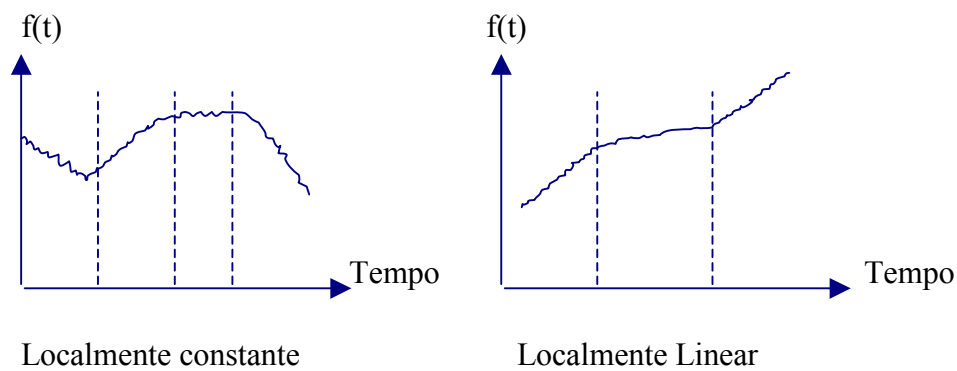 f(t)
f(t)
Tempo
Tempo
Localmente constante
Localmente Linear